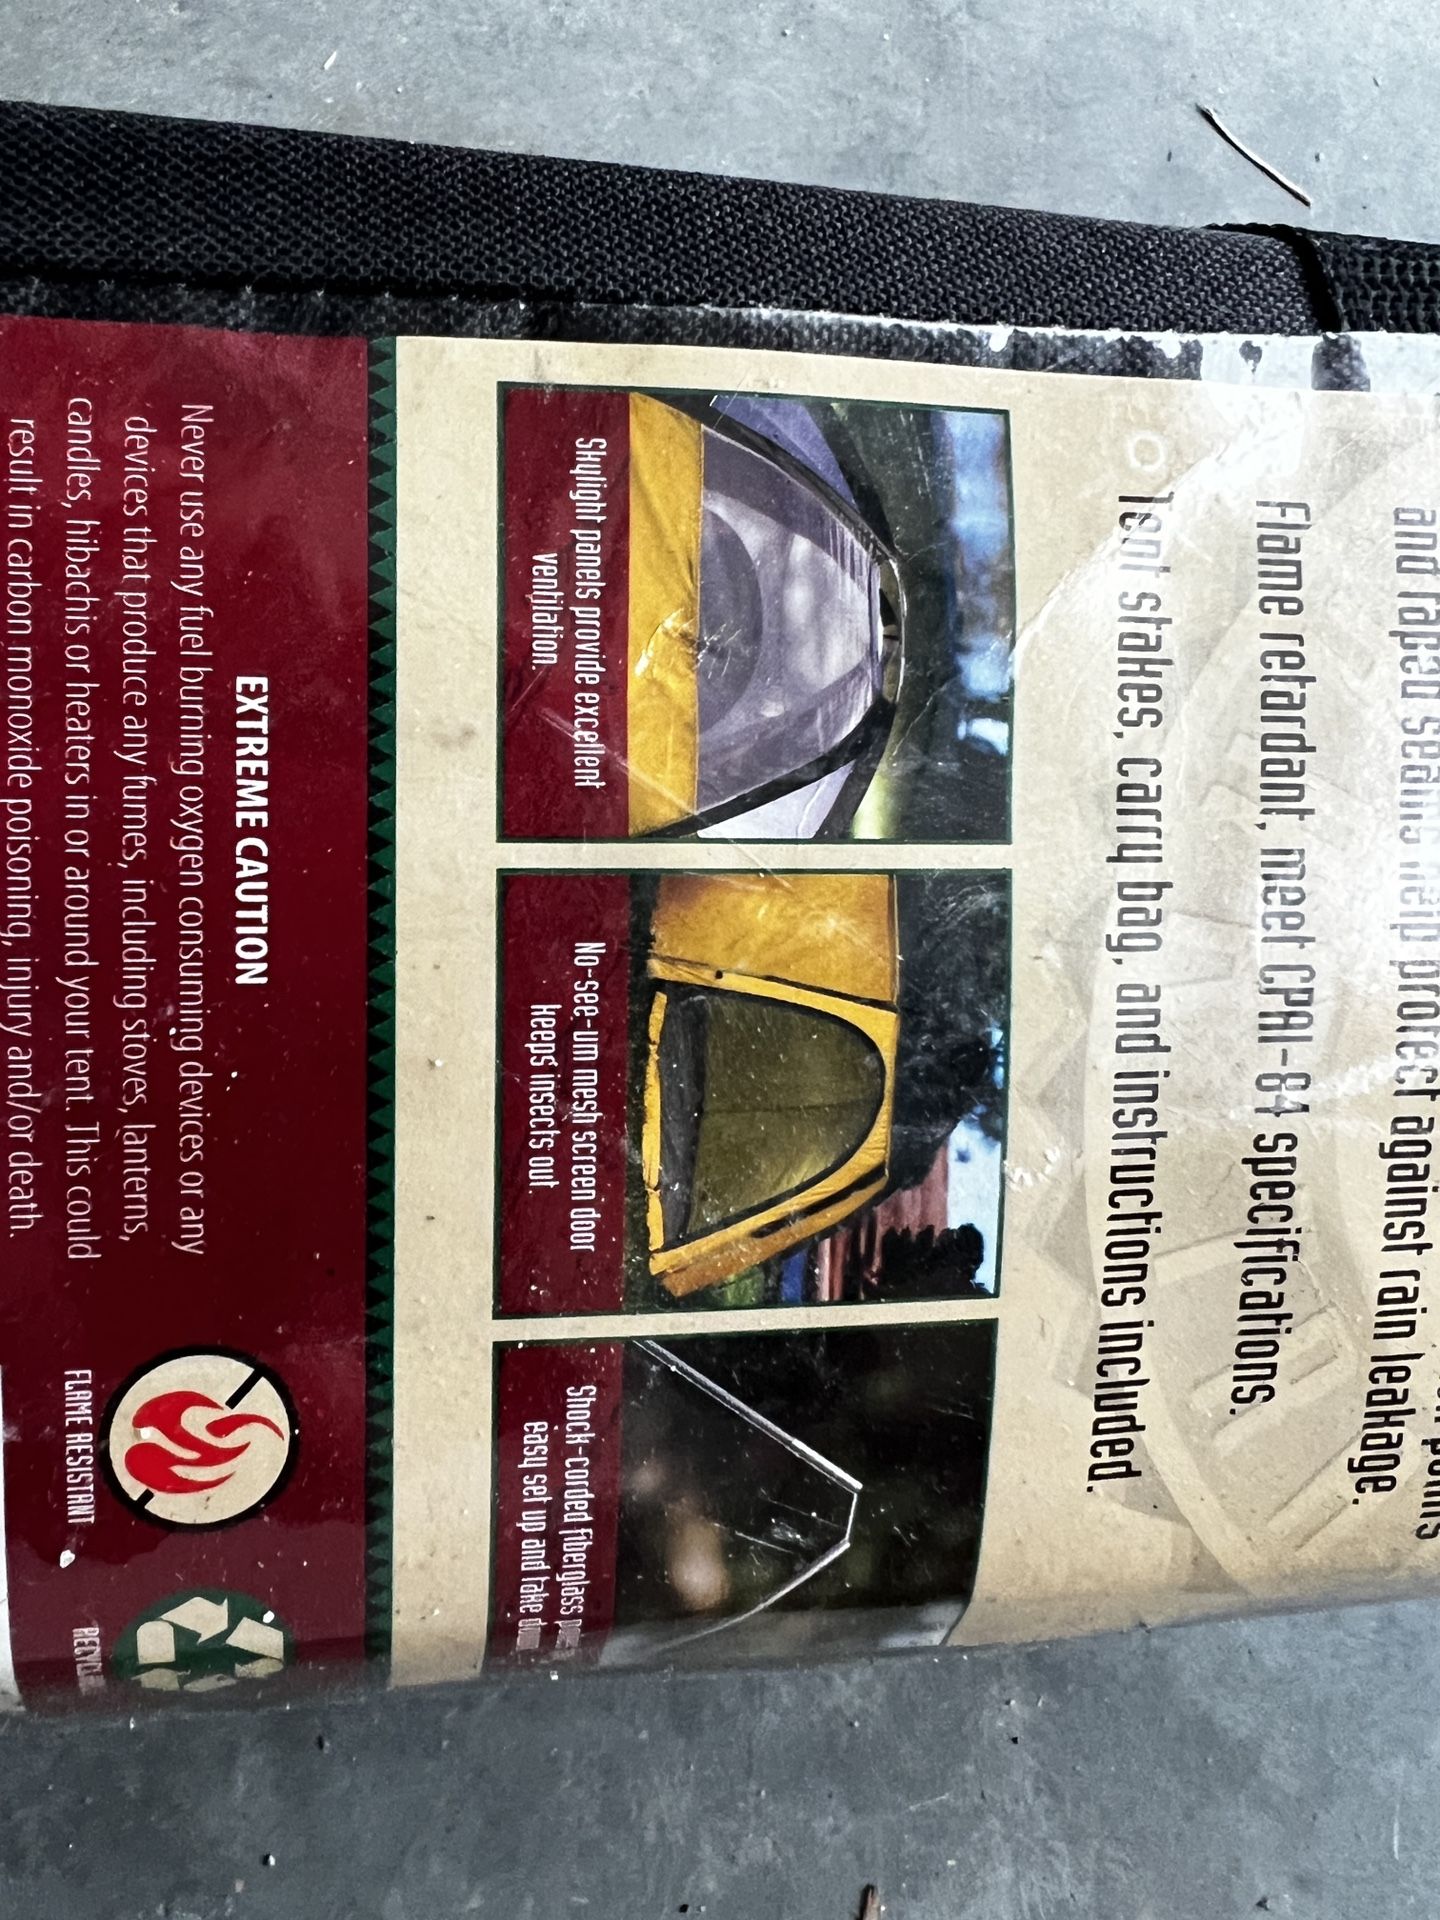 and taped seams help protect against rain leakage.
Flame retardant, meet CPAI-84 specifications.
Tent stakes, carry bag, and instructions included.
Skylight panels provide excellent
ventilation.
No-see-um mesh screen door
keeps insects out.
Shock-corded fiberglass
easy set up and take
EXTREME CAUTION
Never use any fuel burning oxygen consuming devices or any
devices that produce any fumes, including stoves, lanterns,
candles, hibachis or heaters in or around your tent. This could
result in carbon monoxide poisoning, injury and/or death.
FLAME RESISTANT